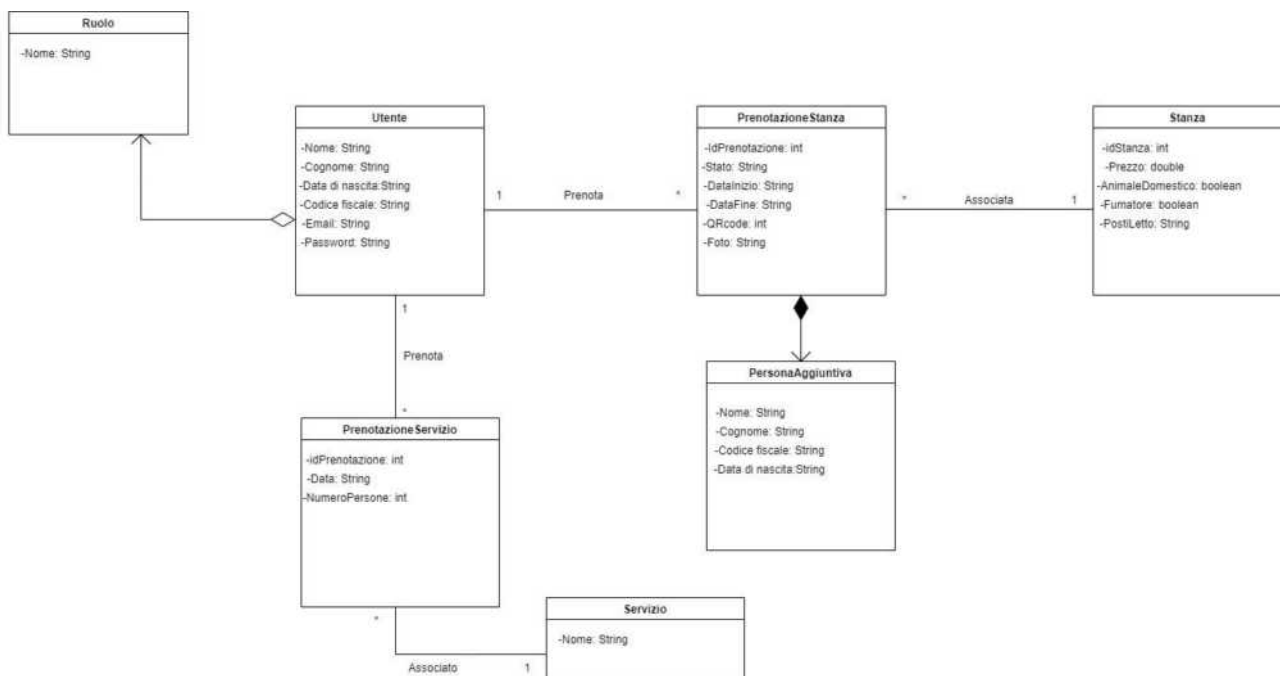 Ruolo
-Nome: String
Utente
-Nome: String
-Cognome: String
-Data di nascita:String
-Codice fiscale: String
-Email: String
-Password: String
1
Prenota
*
PrenotazioneStanza
-IdPrenotazione: int
-Stato: String
-DataInizio: String
-DataFine: String
-QRcode: int
-Foto: String
*
Associata
1
Stanza
-idStanza: int
-Prezzo: double
-AnimaleDomestico: boolean
-Fumatore: boolean
-PostiLetto: String
1
Prenota
*
PersonaAggiuntiva
-Nome: String
-Cognome: String
-Codice fiscale: String
-Data di nascita:String
PrenotazioneServizio
-idPrenotazione: int
-Data: String
-NumeroPersone: int
*
Associato
1
Servizio
-Nome: String